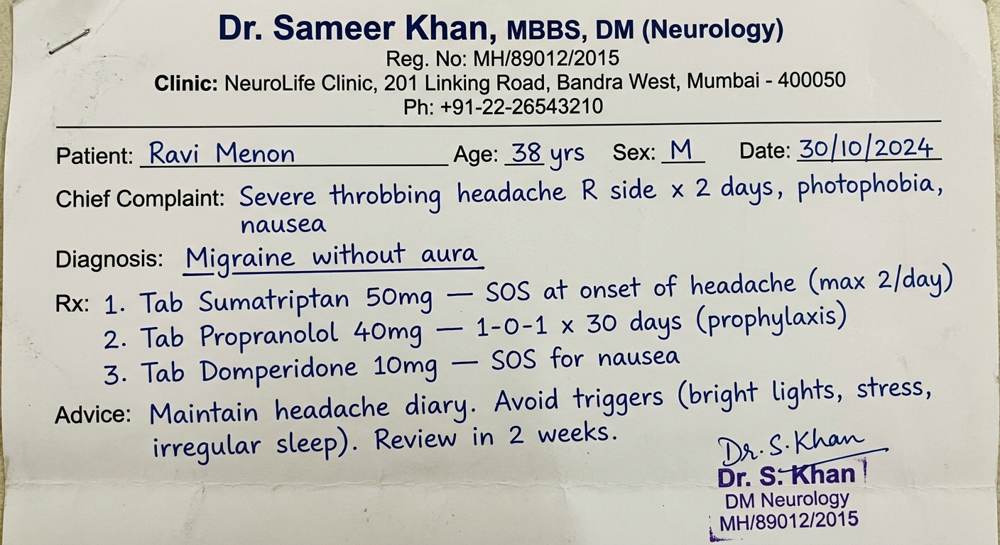 Dr. Sameer Khan, MBBS, DM (Neurology)
Reg. No: MH/89012/2015
Clinic: NeuroLife Clinic, 201 Linking Road, Bandra West, Mumbai - 400050
Ph: +91-22-26543210
Patient: Ravi Menon Age: 38 yrs Sex: M Date: 30/10/2024
Chief Complaint: Severe throbbing headache R side x 2 days, photophobia,
nausea
Diagnosis: Migraine without aura
Rx: 1. Tab Sumatriptan 50mg — SOS at onset of headache (max 2/day)
2. Tab Propranolol 40mg — 1-0-1 x 30 days (prophylaxis)
3. Tab Domperidone 10mg — SOS for nausea
Advice: Maintain headache diary. Avoid triggers (bright lights, stress,
irregular sleep). Review in 2 weeks.
Dr. S. Khan
Dr. S. Khan
DM Neurology
MH/89012/2015